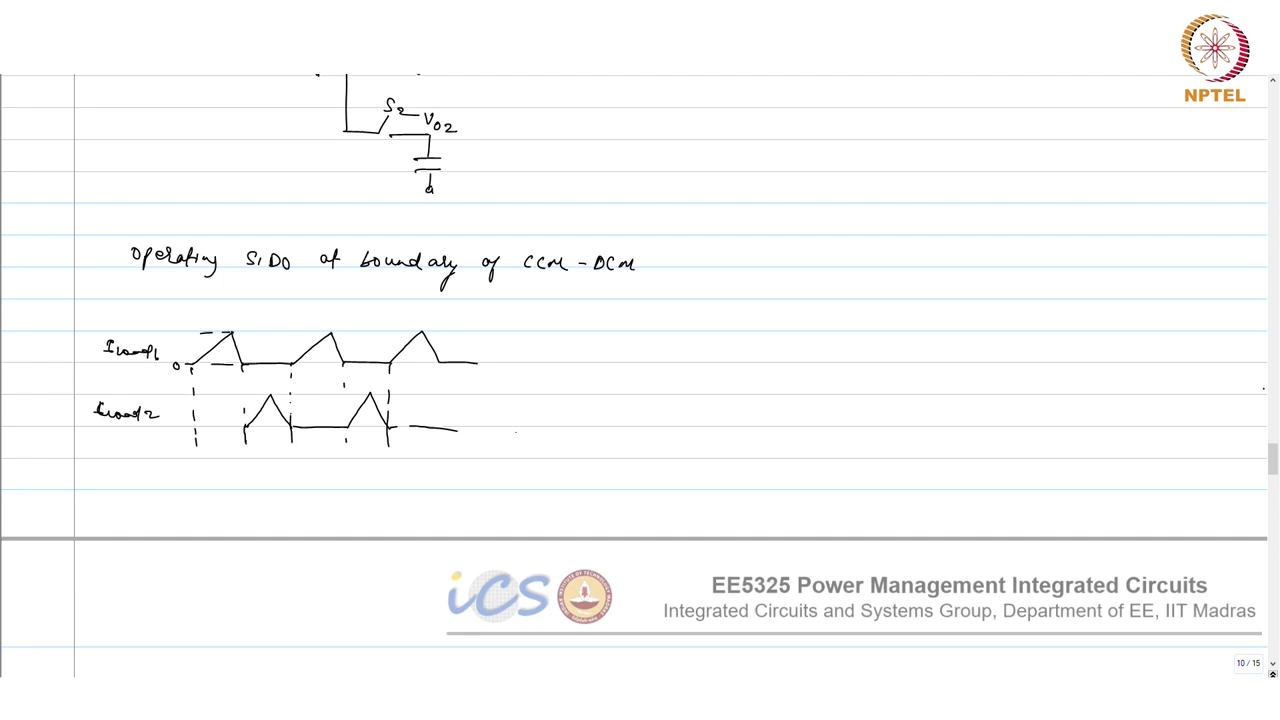 NPTEL
S2
VO2
Operating SIDO at boundary of CCM - DCM
Iload1
0
Iload2
iCS
EE5325 Power Management Integrated Circuits
Integrated Circuits and Systems Group, Department of EE, IIT Madras
10 / 15